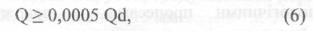 Q ≥ 0,0005 Qd, (6)